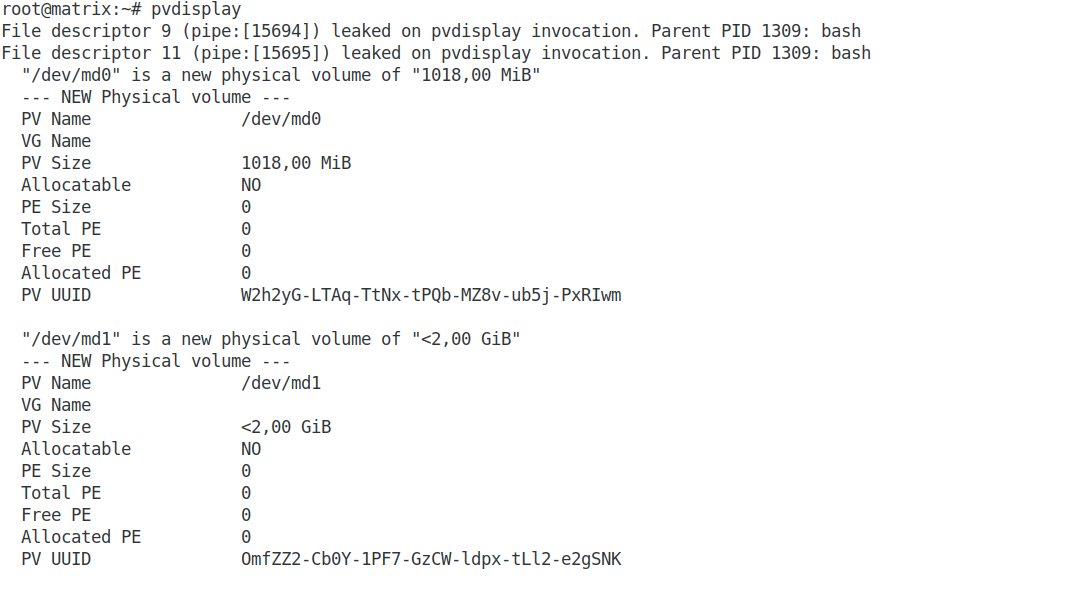 root@matrix:~# pvdisplay
File descriptor 9 (pipe:[15694]) leaked on pvdisplay invocation. Parent PID 1309: bash
File descriptor 11 (pipe:[15695]) leaked on pvdisplay invocation. Parent PID 1309: bash
  "/dev/md0" is a new physical volume of "1018,00 MiB"
  --- NEW Physical volume ---
  PV Name               /dev/md0
  VG Name
  PV Size               1018,00 MiB
  Allocatable           NO
  PE Size               0
  Total PE              0
  Free PE               0
  Allocated PE          0
  PV UUID               W2h2yG-LTAq-TtNx-tPQb-MZ8v-ub5j-PxRIwm

  "/dev/md1" is a new physical volume of "<2,00 GiB"
  --- NEW Physical volume ---
  PV Name               /dev/md1
  VG Name
  PV Size               <2,00 GiB
  Allocatable           NO
  PE Size               0
  Total PE              0
  Free PE               0
  Allocated PE          0
  PV UUID               OmfZZ2-Cb0Y-1PF7-GzCW-ldpx-tLl2-e2gSNK